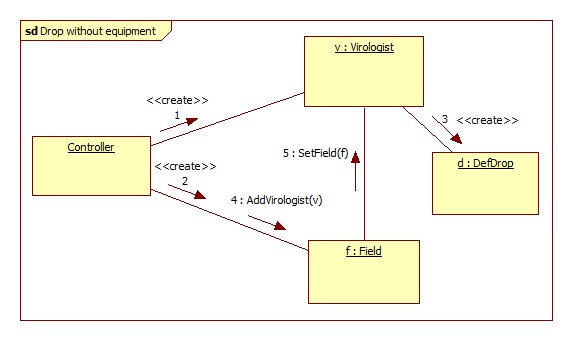 sd Drop without equipment
v : Virologist
<<create>>
1
3 <<create>>
Controller
5 : SetField(f)
<<create>>
2
d : DefDrop
4 : AddVirologist(v)
f : Field